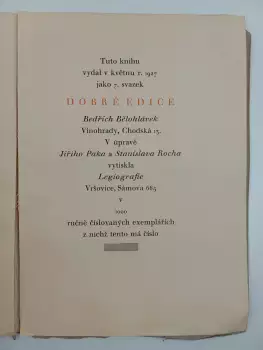 Tuto knihu
vydal v květnu r. 1927
jako 7. svazek
DOBRÉ EDICE
Bedřich Bělohlávek
Vinohrady, Chodská 15.
V úpravě
Jiřího Paka a Stanislava Rocha
vytiskla
Legiografie
Vršovice, Sámova 665
v
1000
ručně číslovaných exemplářích
z nichž tento má číslo